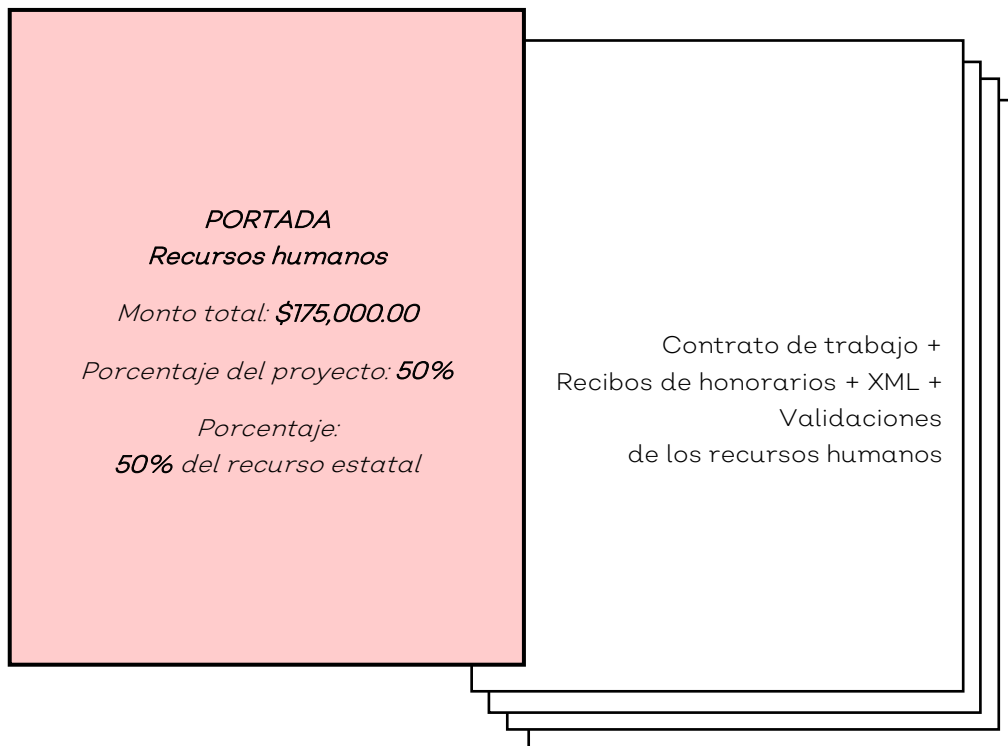 PORTADA
Recursos humanos
Monto total: $175,000.00
Porcentaje del proyecto: 50%
Porcentaje:
50% del recurso estatal
Contrato de trabajo +
Recibos de honorarios + XML +
Validaciones
de los recursos humanos